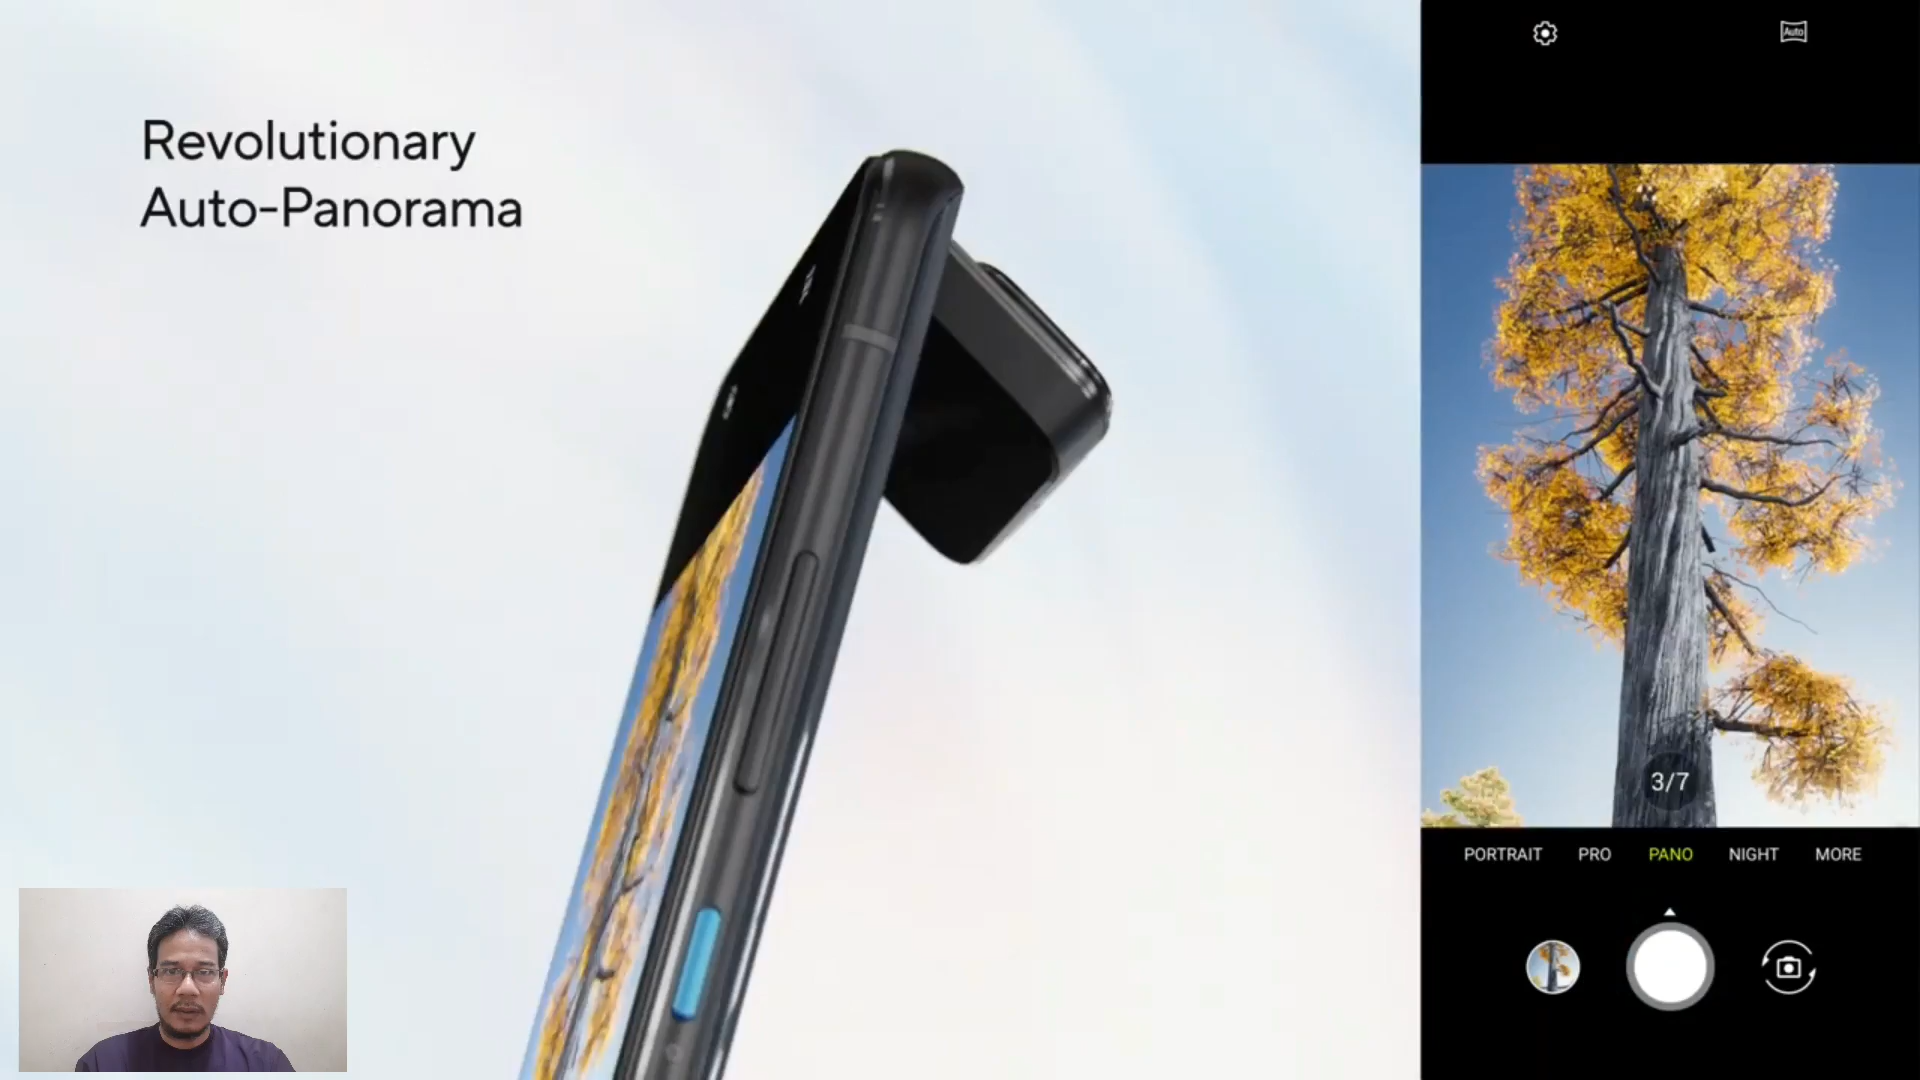 Revolutionary
Auto-Panorama
Auto
3/7
PORTRAIT PRO PANO NIGHT MORE